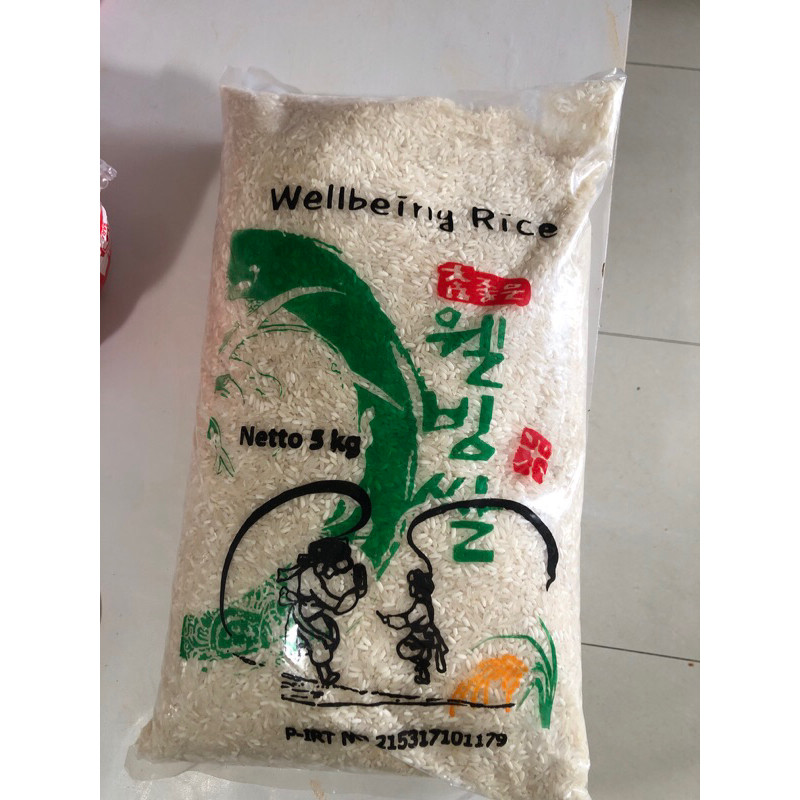 Wellbeing Rice
웰빙쌀
Netto 5 kg
P-IRT No 215317101179